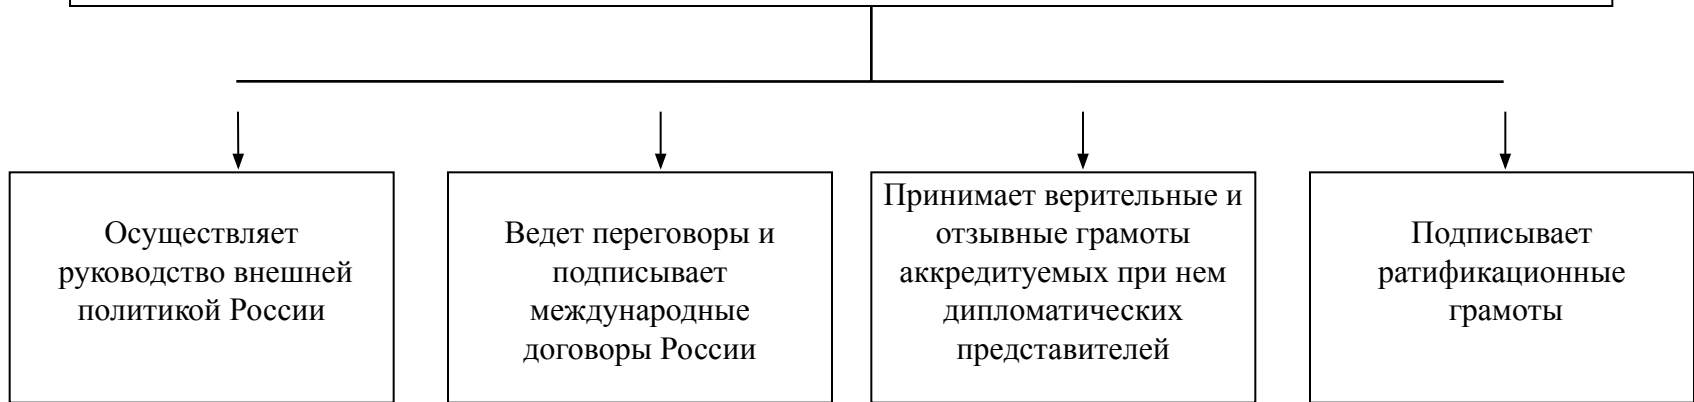 Осуществляет
руководство внешней
политикой России
Ведет переговоры и
подписывает
международные
договоры России
Принимает верительные и
отзывные грамоты
аккредитуемых при нем
дипломатических
представителей
Подписывает
ратификационные
грамоты